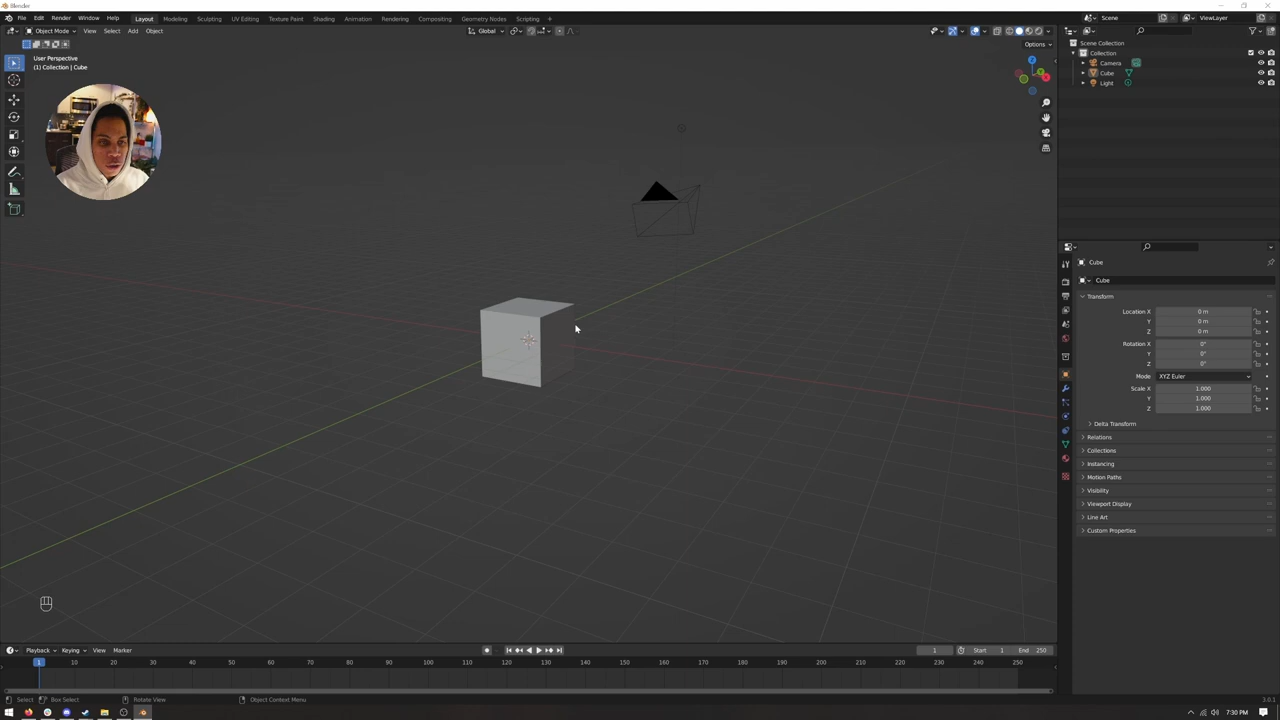 Blender
File Edit Render Window Help Layout Modeling Sculpting UV Editing Texture Paint Shading Animation Rendering Compositing Geometry Nodes Scripting + Scene ViewLayer
Object Mode View Select Add Object Global
Options
User Perspective
(1) Collection | Cube
Z
Scene Collection
Collection
Camera
Cube
Light
Cube
Cube
Transform
Location X 0 m
Y 0 m
Z 0 m
Rotation X 0°
Y 0°
Z 0°
Mode XYZ Euler
Scale X 1.000
Y 1.000
Z 1.000
Delta Transform
Relations
Collections
Instancing
Motion Paths
Visibility
Viewport Display
Line Art
Custom Properties
Playback Keying View Marker 1 Start 1 End 250
1 10 20 30 40 50 60 70 80 90 100 110 120 130 140 150 160 170 180 190 200 210 220 230 240 250
Select Box Select Rotate View Object Context Menu
7:30 PM